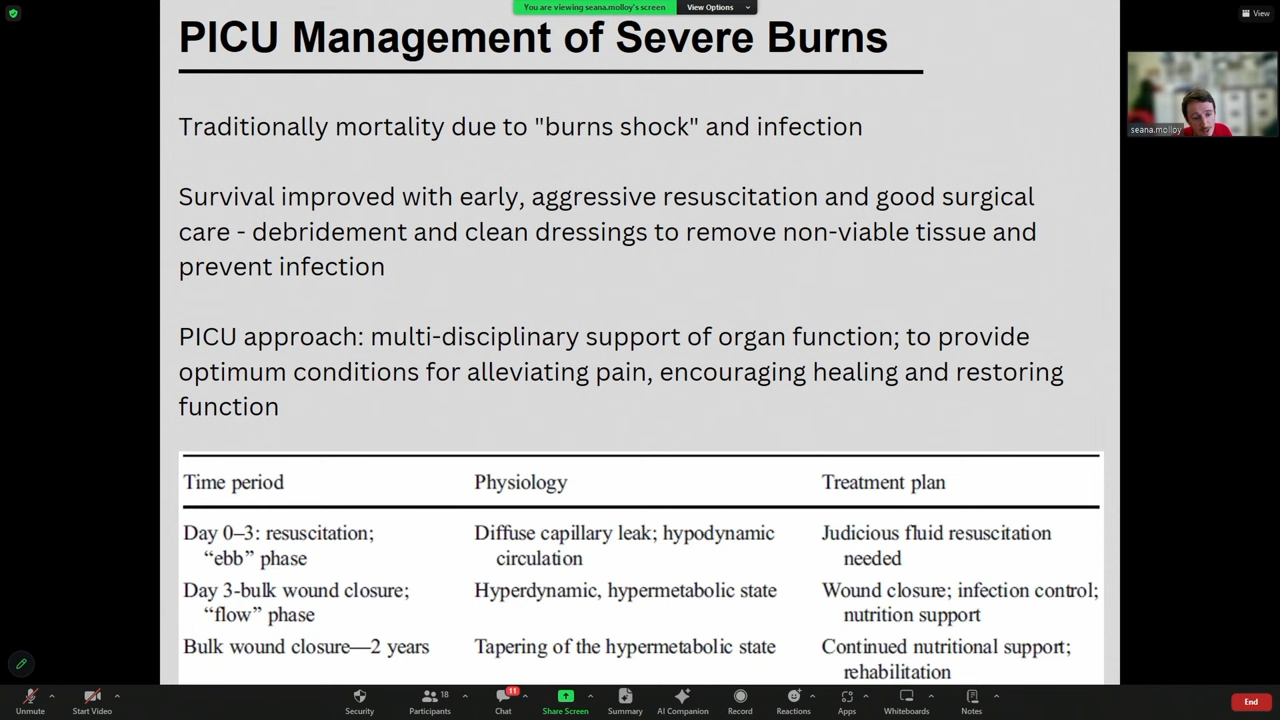 You are viewing seana.molloy's screen
View Options
View
PICU Management of Severe Burns
seana.molloy
Traditionally mortality due to "burns shock" and infection
Survival improved with early, aggressive resuscitation and good surgical
care - debridement and clean dressings to remove non-viable tissue and
prevent infection
PICU approach: multi-disciplinary support of organ function; to provide
optimum conditions for alleviating pain, encouraging healing and restoring
function
Time period Physiology Treatment plan
Day 0–3: resuscitation; Diffuse capillary leak; hypodynamic Judicious fluid resuscitation
“ebb” phase circulation needed
Day 3-bulk wound closure; Hyperdynamic, hypermetabolic state Wound closure; infection control;
“flow” phase nutrition support
Bulk wound closure—2 years Tapering of the hypermetabolic state Continued nutritional support;
rehabilitation
18
11
Unmute Start Video Security Participants Chat Share Screen Summary AI Companion Record Reactions Apps Whiteboards Notes End